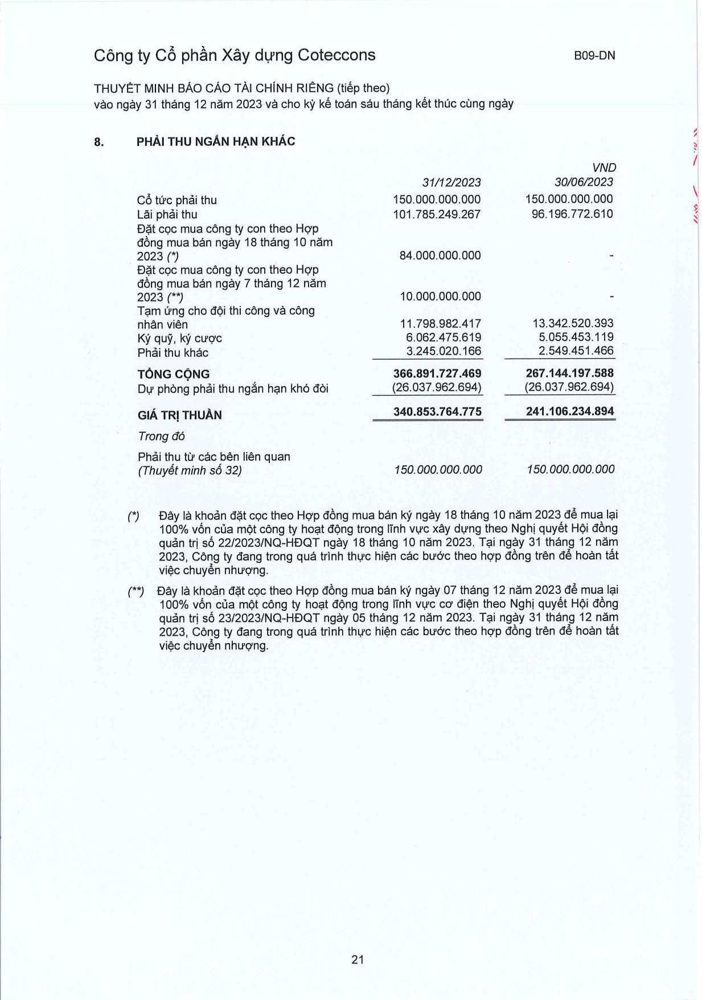 Công ty Cổ phần Xây dựng Coteccons B09-DN
THUYẾT MINH BÁO CÁO TÀI CHÍNH RIÊNG (tiếp theo)
vào ngày 31 tháng 12 năm 2023 và cho kỳ kế toán sáu tháng kết thúc cùng ngày
8. PHẢI THU NGẮN HẠN KHÁC
VND
31/12/2023 30/06/2023
Cổ tức phải thu 150.000.000.000 150.000.000.000
Lãi phải thu 101.785.249.267 96.196.772.610
Đặt cọc mua công ty con theo Hợp
đồng mua bán ngày 18 tháng 10 năm
2023 (*) 84.000.000.000 -
Đặt cọc mua công ty con theo Hợp
đồng mua bán ngày 7 tháng 12 năm
2023 (**) 10.000.000.000 -
Tạm ứng cho đội thi công và công
nhân viên 11.798.982.417 13.342.520.393
Ký quỹ, ký cược 6.062.475.619 5.055.453.119
Phải thu khác 3.245.020.166 2.549.451.466
TỔNG CỘNG 366.891.727.469 267.144.197.588
Dự phòng phải thu ngắn hạn khó đòi (26.037.962.694) (26.037.962.694)
GIÁ TRỊ THUẦN 340.853.764.775 241.106.234.894
Trong đó
Phải thu từ các bên liên quan
(Thuyết minh số 32) 150.000.000.000 150.000.000.000
(*) Đây là khoản đặt cọc theo Hợp đồng mua bán ký ngày 18 tháng 10 năm 2023 để mua lại
100% vốn của một công ty hoạt động trong lĩnh vực xây dựng theo Nghị quyết Hội đồng
quản trị số 22/2023/NQ-HĐQT ngày 18 tháng 10 năm 2023. Tại ngày 31 tháng 12 năm
2023, Công ty đang trong quá trình thực hiện các bước theo hợp đồng trên để hoàn tất
việc chuyển nhượng.
(**) Đây là khoản đặt cọc theo Hợp đồng mua bán ký ngày 07 tháng 12 năm 2023 để mua lại
100% vốn của một công ty hoạt động trong lĩnh vực cơ điện theo Nghị quyết Hội đồng
quản trị số 23/2023/NQ-HĐQT ngày 05 tháng 12 năm 2023. Tại ngày 31 tháng 12 năm
2023, Công ty đang trong quá trình thực hiện các bước theo hợp đồng trên để hoàn tất
việc chuyển nhượng.
21